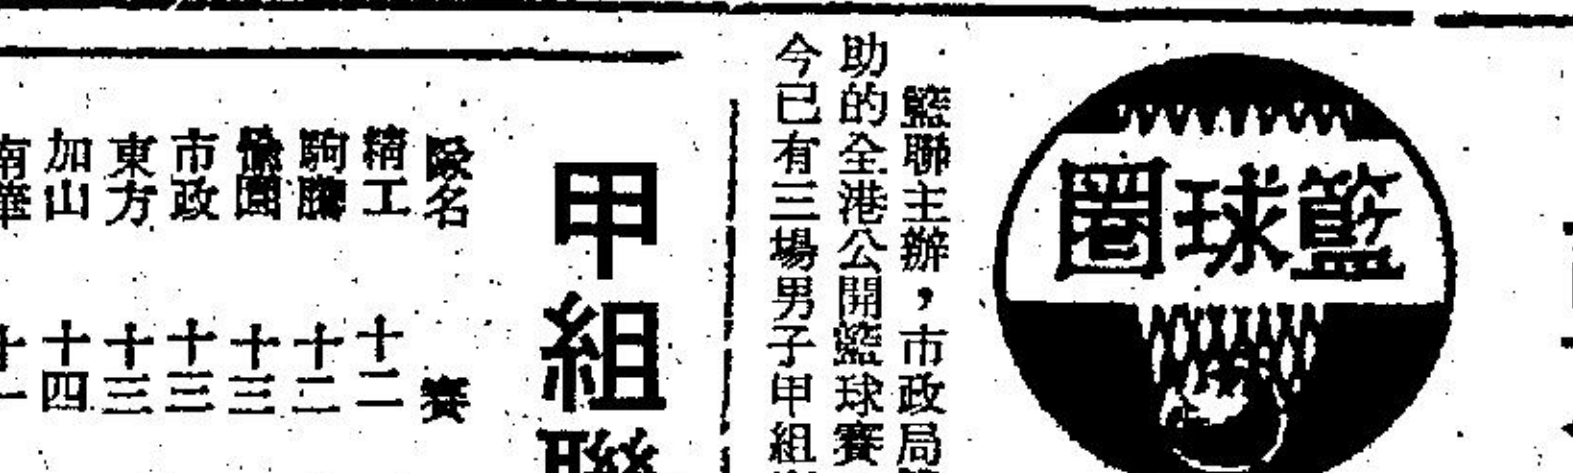 籃球圈
籃聯主辦，市政局
助的全港公開籃球賽
今已有三場男子甲組
甲組聯
隊名 賽
精工 十二
駒騰 十二
愉園 十三
市政 十三
東方 十三
加山 十四
南華 十一